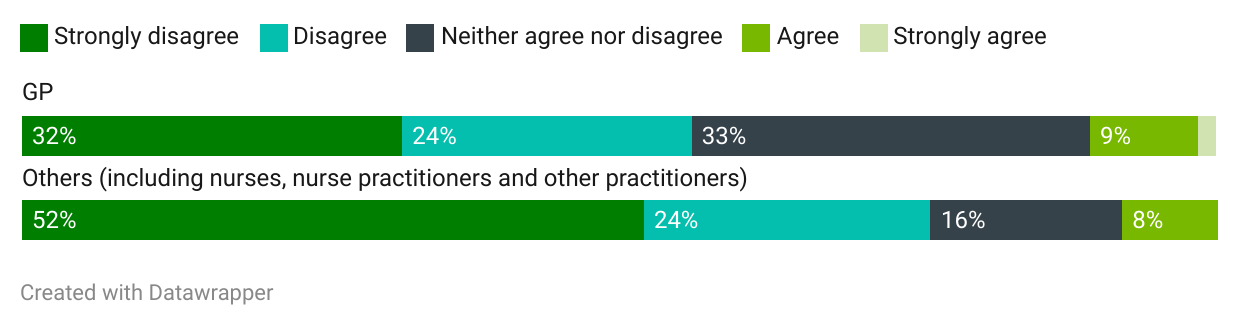 Strongly disagree Disagree Neither agree nor disagree Agree Strongly agree
GP
32% 24% 33% 9%
Others (including nurses, nurse practitioners and other practitioners)
52% 24% 16% 8%
Created with Datawrapper